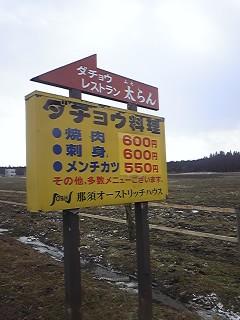 ダチョウ
レストラン 太らん
ふと
ダチョウ料理
●焼肉 600円
●刺身 600円
●メンチカツ 550円
その他、多数メニューございます。
那須オーストリッチハウス